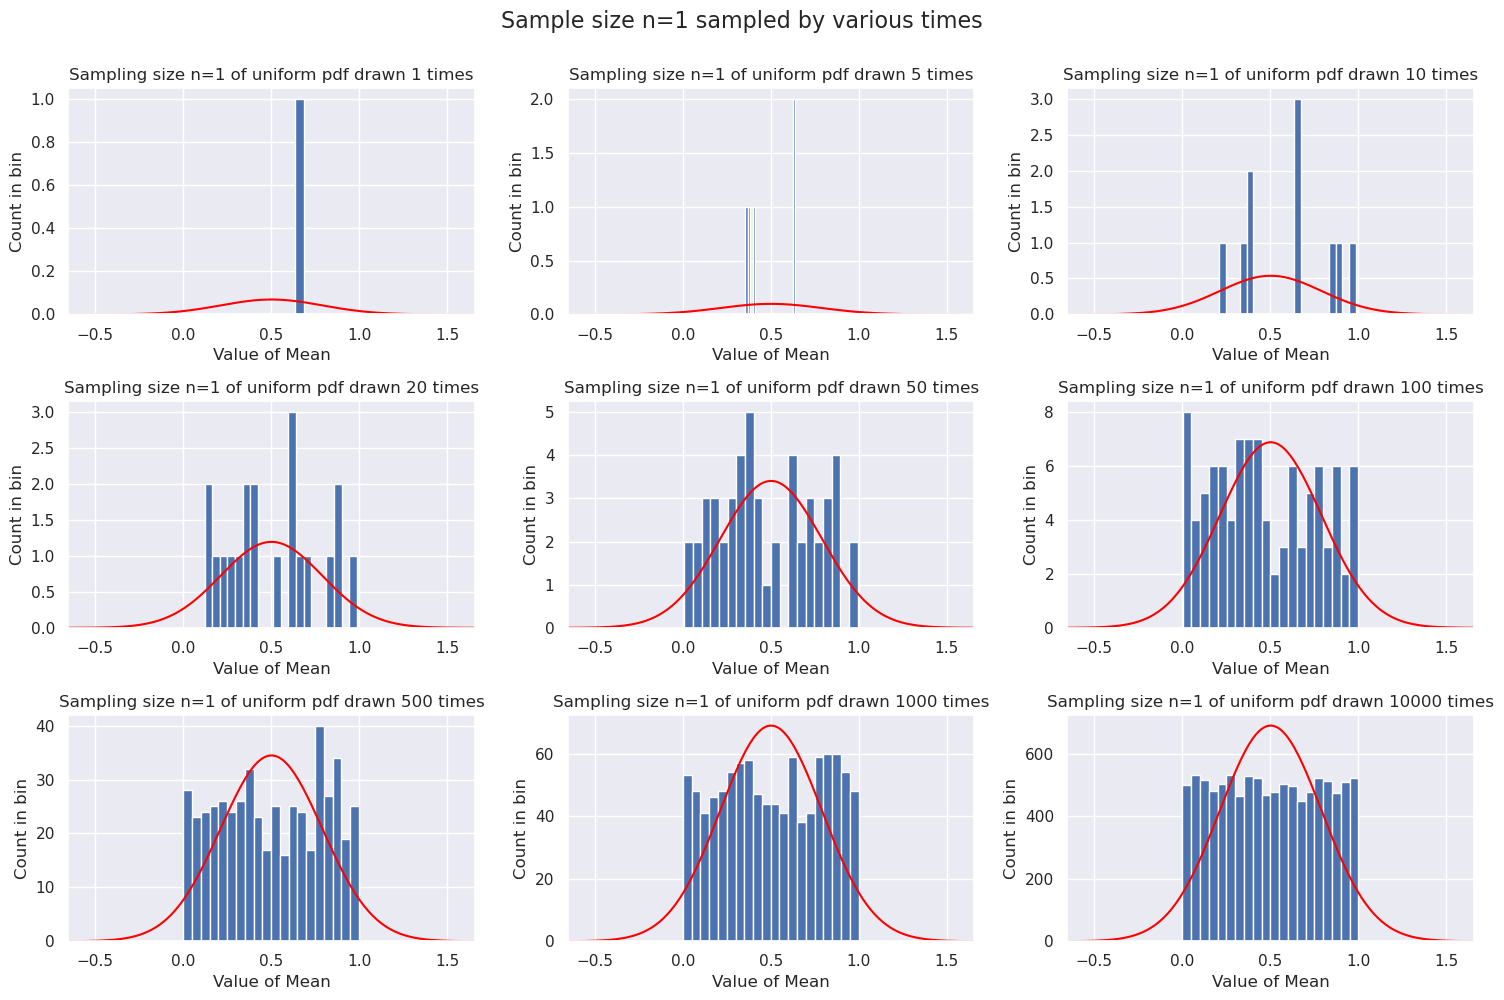 Sample size n=1 sampled by various times
Sampling size n=1 of uniform pdf drawn 1 times
1.0
0.8
0.6
0.4
0.2
0.0
Count in bin
−0.5 0.0 0.5 1.0 1.5
Value of Mean
Sampling size n=1 of uniform pdf drawn 5 times
2.0
1.5
1.0
0.5
0.0
Count in bin
−0.5 0.0 0.5 1.0 1.5
Value of Mean
Sampling size n=1 of uniform pdf drawn 10 times
3.0
2.5
2.0
1.5
1.0
0.5
0.0
Count in bin
−0.5 0.0 0.5 1.0 1.5
Value of Mean
Sampling size n=1 of uniform pdf drawn 20 times
3.0
2.5
2.0
1.5
1.0
0.5
0.0
Count in bin
−0.5 0.0 0.5 1.0 1.5
Value of Mean
Sampling size n=1 of uniform pdf drawn 50 times
5
4
3
2
1
0
Count in bin
−0.5 0.0 0.5 1.0 1.5
Value of Mean
Sampling size n=1 of uniform pdf drawn 100 times
8
6
4
2
0
Count in bin
−0.5 0.0 0.5 1.0 1.5
Value of Mean
Sampling size n=1 of uniform pdf drawn 500 times
40
30
20
10
0
Count in bin
−0.5 0.0 0.5 1.0 1.5
Value of Mean
Sampling size n=1 of uniform pdf drawn 1000 times
60
40
20
0
Count in bin
−0.5 0.0 0.5 1.0 1.5
Value of Mean
Sampling size n=1 of uniform pdf drawn 10000 times
600
400
200
0
Count in bin
−0.5 0.0 0.5 1.0 1.5
Value of Mean